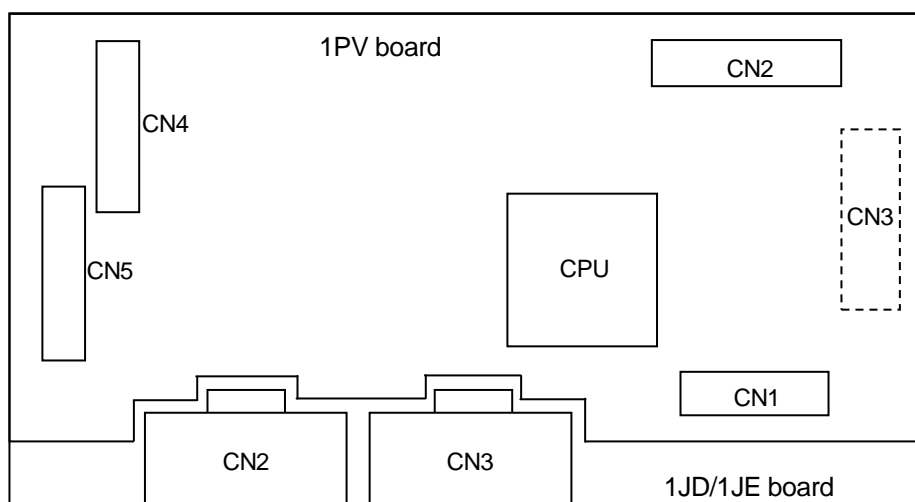 1PV board
CN2
CN4
CN3
CN5
CPU
CN1
CN2
CN3
1JD/1JE board